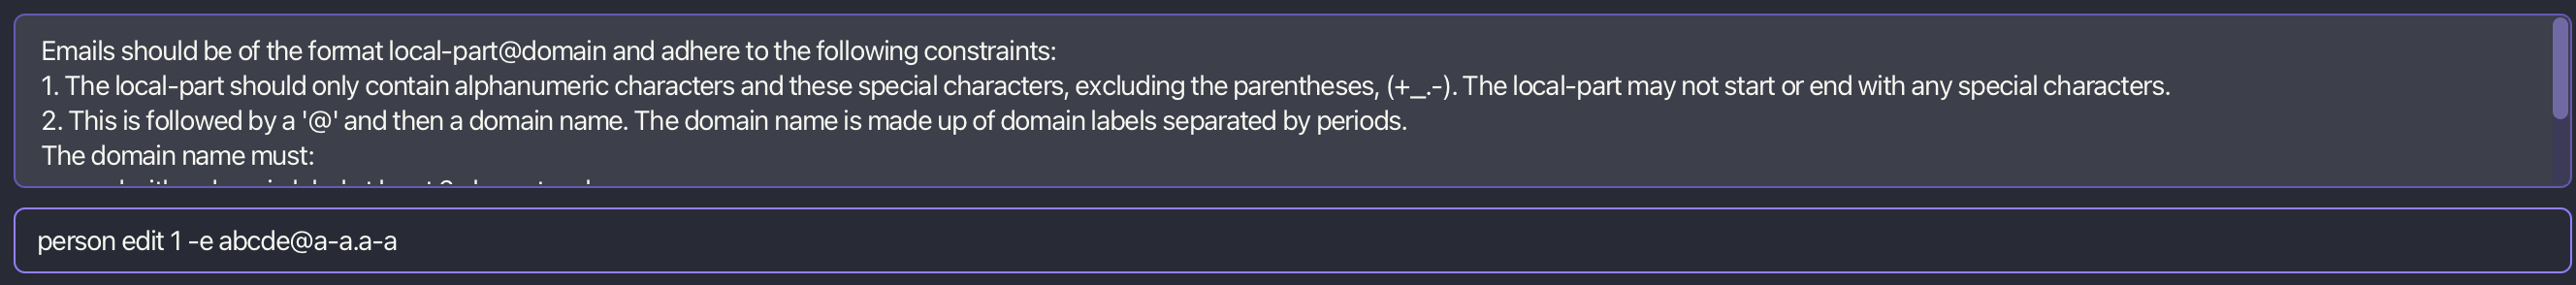 Emails should be of the format local-part@domain and adhere to the following constraints:
1. The local-part should only contain alphanumeric characters and these special characters, excluding the parentheses, (+_.-). The local-part may not start or end with any special characters.
2. This is followed by a '@' and then a domain name. The domain name is made up of domain labels separated by periods.
The domain name must:
person edit 1 -e abcde@a-a.a-a